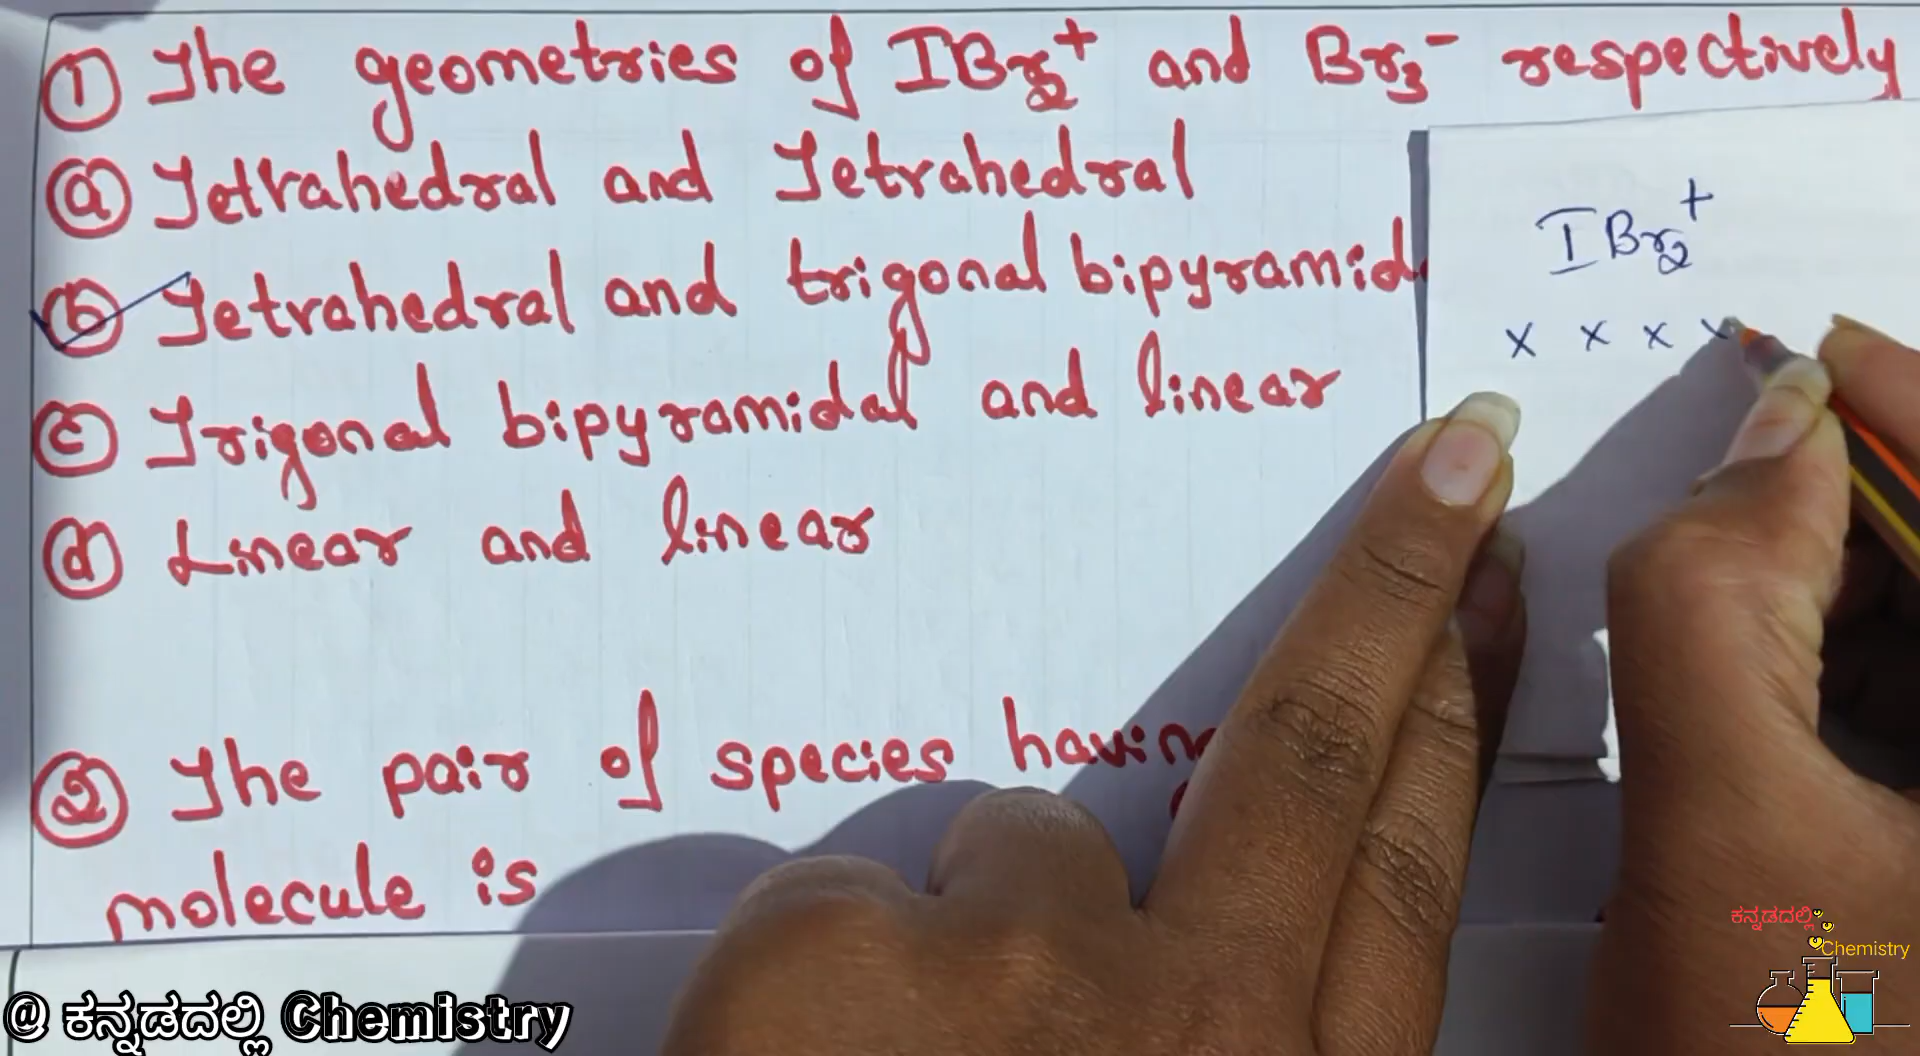 ① The geometries of IBr₂⁺ and Br₃⁻ respectively
ⓐ Tetrahedral and Tetrahedral
ⓑ Tetrahedral and trigonal bipyramid
ⓒ Trigonal bipyramidal and linear
ⓓ Linear and linear
② The pair of species having
molecule is
IBr₂⁺
x x x x
ಕನ್ನಡದಲ್ಲಿ
Chemistry
@ ಕನ್ನಡದಲ್ಲಿ Chemistry